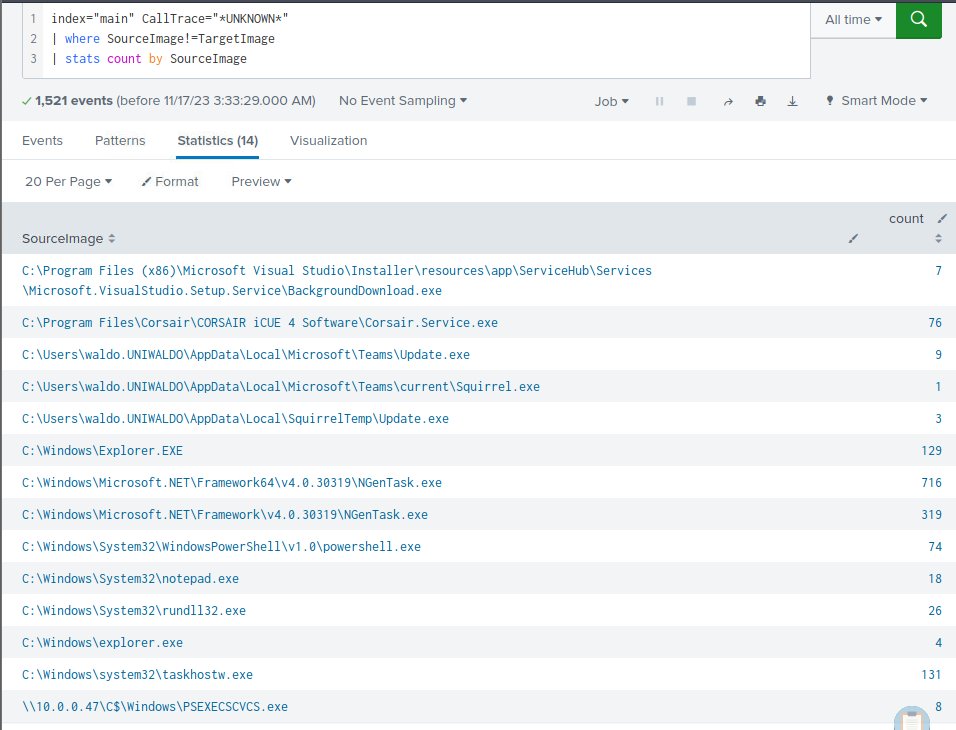 1 index="main" CallTrace="*UNKNOWN*"
2 | where SourceImage!=TargetImage
3 | stats count by SourceImage
All time
1,521 events (before 11/17/23 3:33:29.000 AM)
No Event Sampling
Job
Smart Mode
Events
Patterns
Statistics (14)
Visualization
20 Per Page
Format
Preview
SourceImage
count
C:\Program Files (x86)\Microsoft Visual Studio\Installer\resources\app\ServiceHub\Services
\Microsoft.VisualStudio.Setup.Service\BackgroundDownload.exe
7
C:\Program Files\Corsair\CORSAIR iCUE 4 Software\Corsair.Service.exe 76
C:\Users\waldo.UNIWALDO\AppData\Local\Microsoft\Teams\Update.exe 9
C:\Users\waldo.UNIWALDO\AppData\Local\Microsoft\Teams\current\Squirrel.exe 1
C:\Users\waldo.UNIWALDO\AppData\Local\SquirrelTemp\Update.exe 3
C:\Windows\Explorer.EXE 129
C:\Windows\Microsoft.NET\Framework64\v4.0.30319\NGenTask.exe 716
C:\Windows\Microsoft.NET\Framework\v4.0.30319\NGenTask.exe 319
C:\Windows\System32\WindowsPowerShell\v1.0\powershell.exe 74
C:\Windows\System32\notepad.exe 18
C:\Windows\System32\rundll32.exe 26
C:\Windows\explorer.exe 4
C:\Windows\system32\taskhostw.exe 131
\\10.0.0.47\C$\Windows\PSEXECSCVCS.exe 8